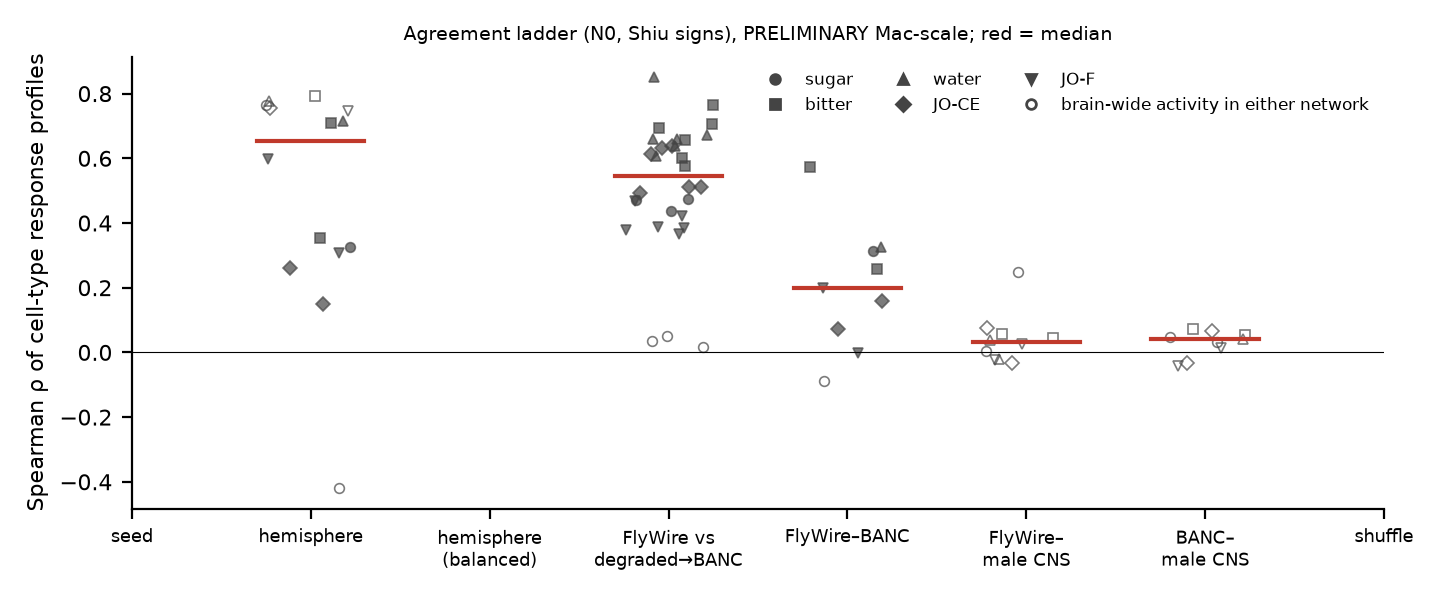 Agreement ladder (N0, Shiu signs), PRELIMINARY Mac-scale; red = median
Spearman ρ of cell-type response profiles
0.8
0.6
0.4
0.2
0.0
−0.2
−0.4
sugar
water
JO-F
bitter
JO-CE
brain-wide activity in either network
seed
hemisphere
hemisphere
(balanced)
FlyWire vs
degraded→BANC
FlyWire–BANC
FlyWire–
male CNS
BANC–
male CNS
shuffle